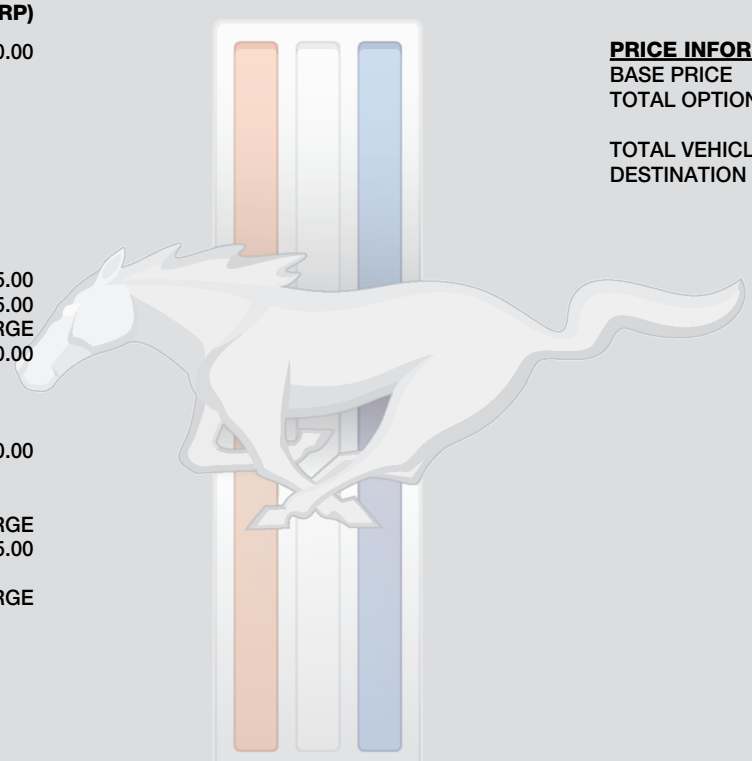 RP)
0.00
5.00
5.00
RGE
0.00
0.00
RGE
5.00
RGE
PRICE INFOR
BASE PRICE
TOTAL OPTION
TOTAL VEHICL
DESTINATION